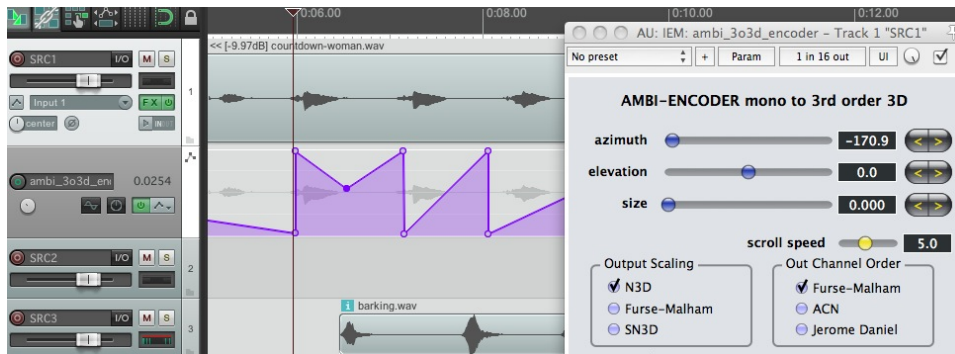 0:06.00 0:08.00 0:10.00 0:12.00
AU: IEM: ambi_3o3d_encoder - Track 1 "SRC1"
<< [-9.97dB] countdown-woman.wav
No preset + Param 1 in 16 out UI
SRC1 I/O M S
1
Input 1 FX
center IN
AMBI-ENCODER mono to 3rd order 3D
azimuth -170.9 < >
elevation 0.0 < >
size 0.000 < >
scroll speed 5.0
ambi_3o3d_en 0.0254
SRC2 I/O M S
2
Output Scaling
N3D
Furse-Malham
SN3D
Out Channel Order
Furse-Malham
ACN
Jerome Daniel
i barking.wav
SRC3 I/O M S
3